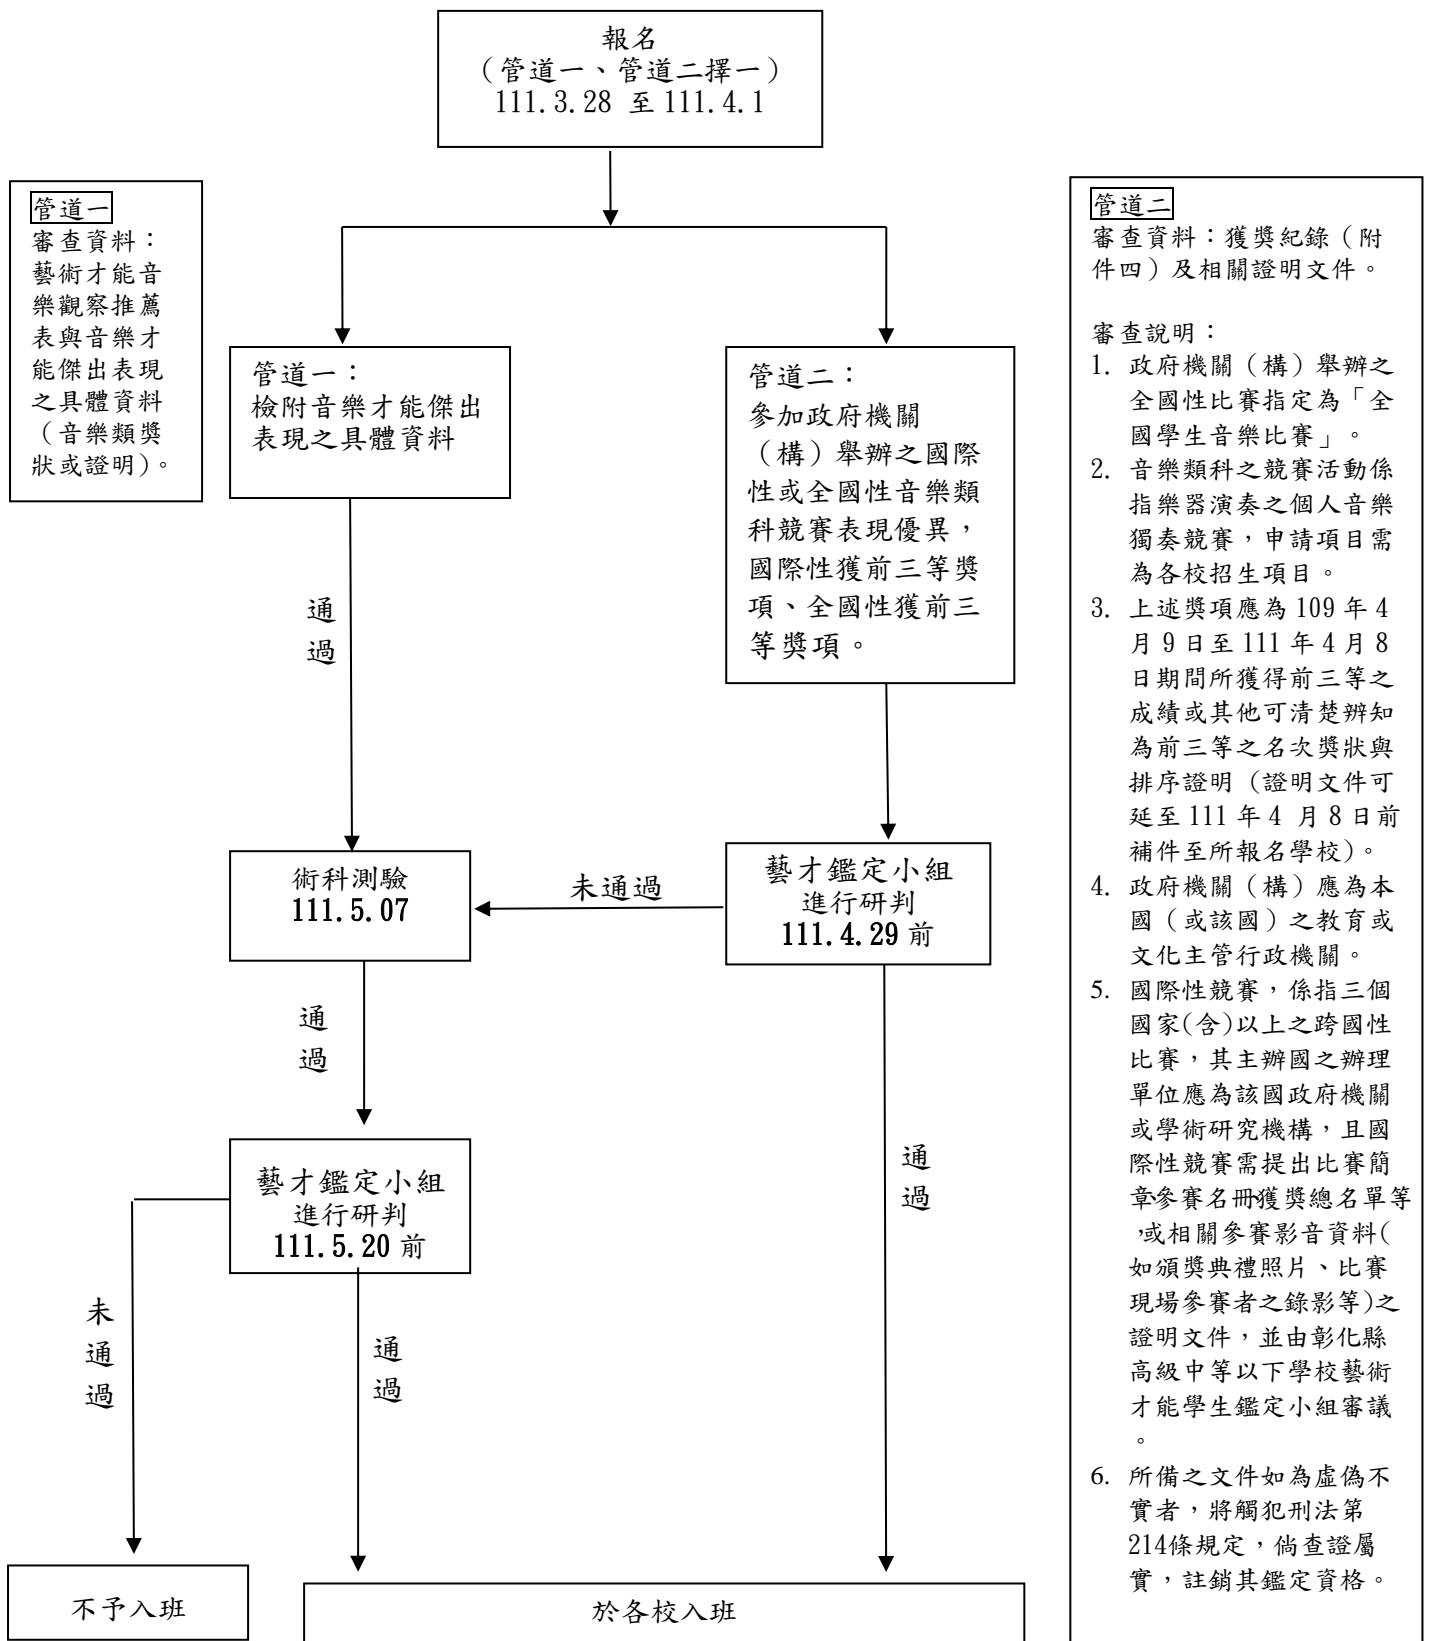 報名
（管道一、管道二擇一）
111.3.28 至 111.4.1
管道一
審查資料：
藝術才能音
樂觀察推薦
表與音樂才
能傑出表現
之具體資料
（音樂類獎
狀或證明）。
管道一：
檢附音樂才能傑出
表現之具體資料
管道二：
參加政府機關
（構）舉辦之國際
性或全國性音樂類
科競賽表現優異，
國際性獲前三等獎
項、全國性獲前三
等獎項。
通
過
術科測驗
111.5.07
未通過
藝才鑑定小組
進行研判
111.4.29 前
通
過
通
過
藝才鑑定小組
進行研判
111.5.20 前
未
通
過
通
過
不予入班
於各校入班
管道二
審查資料：獲獎紀錄（附
件四）及相關證明文件。
審查說明：
1. 政府機關（構）舉辦之
全國性比賽指定為「全
國學生音樂比賽」。
2. 音樂類科之競賽活動係
指樂器演奏之個人音樂
獨奏競賽，申請項目需
為各校招生項目。
3. 上述獎項應為 109 年 4
月 9 日至 111 年 4 月 8
日期間所獲得前三等之
成績或其他可清楚辨知
為前三等之名次獎狀與
排序證明（證明文件可
延至 111 年 4 月 8 日前
補件至所報名學校）。
4. 政府機關（構）應為本
國（或該國）之教育或
文化主管行政機關。
5. 國際性競賽，係指三個
國家(含)以上之跨國性
比賽，其主辦國之辦理
單位應為該國政府機關
或學術研究機構，且國
際性競賽需提出比賽簡
章、參賽名冊、獲獎總名單等
，或相關參賽影音資料(
如頒獎典禮照片、比賽
現場參賽者之錄影等)之
證明文件，並由彰化縣
高級中等以下學校藝術
才能學生鑑定小組審議
。
6. 所備之文件如為虛偽不
實者，將觸犯刑法第
214條規定，倘查證屬
實，註銷其鑑定資格。